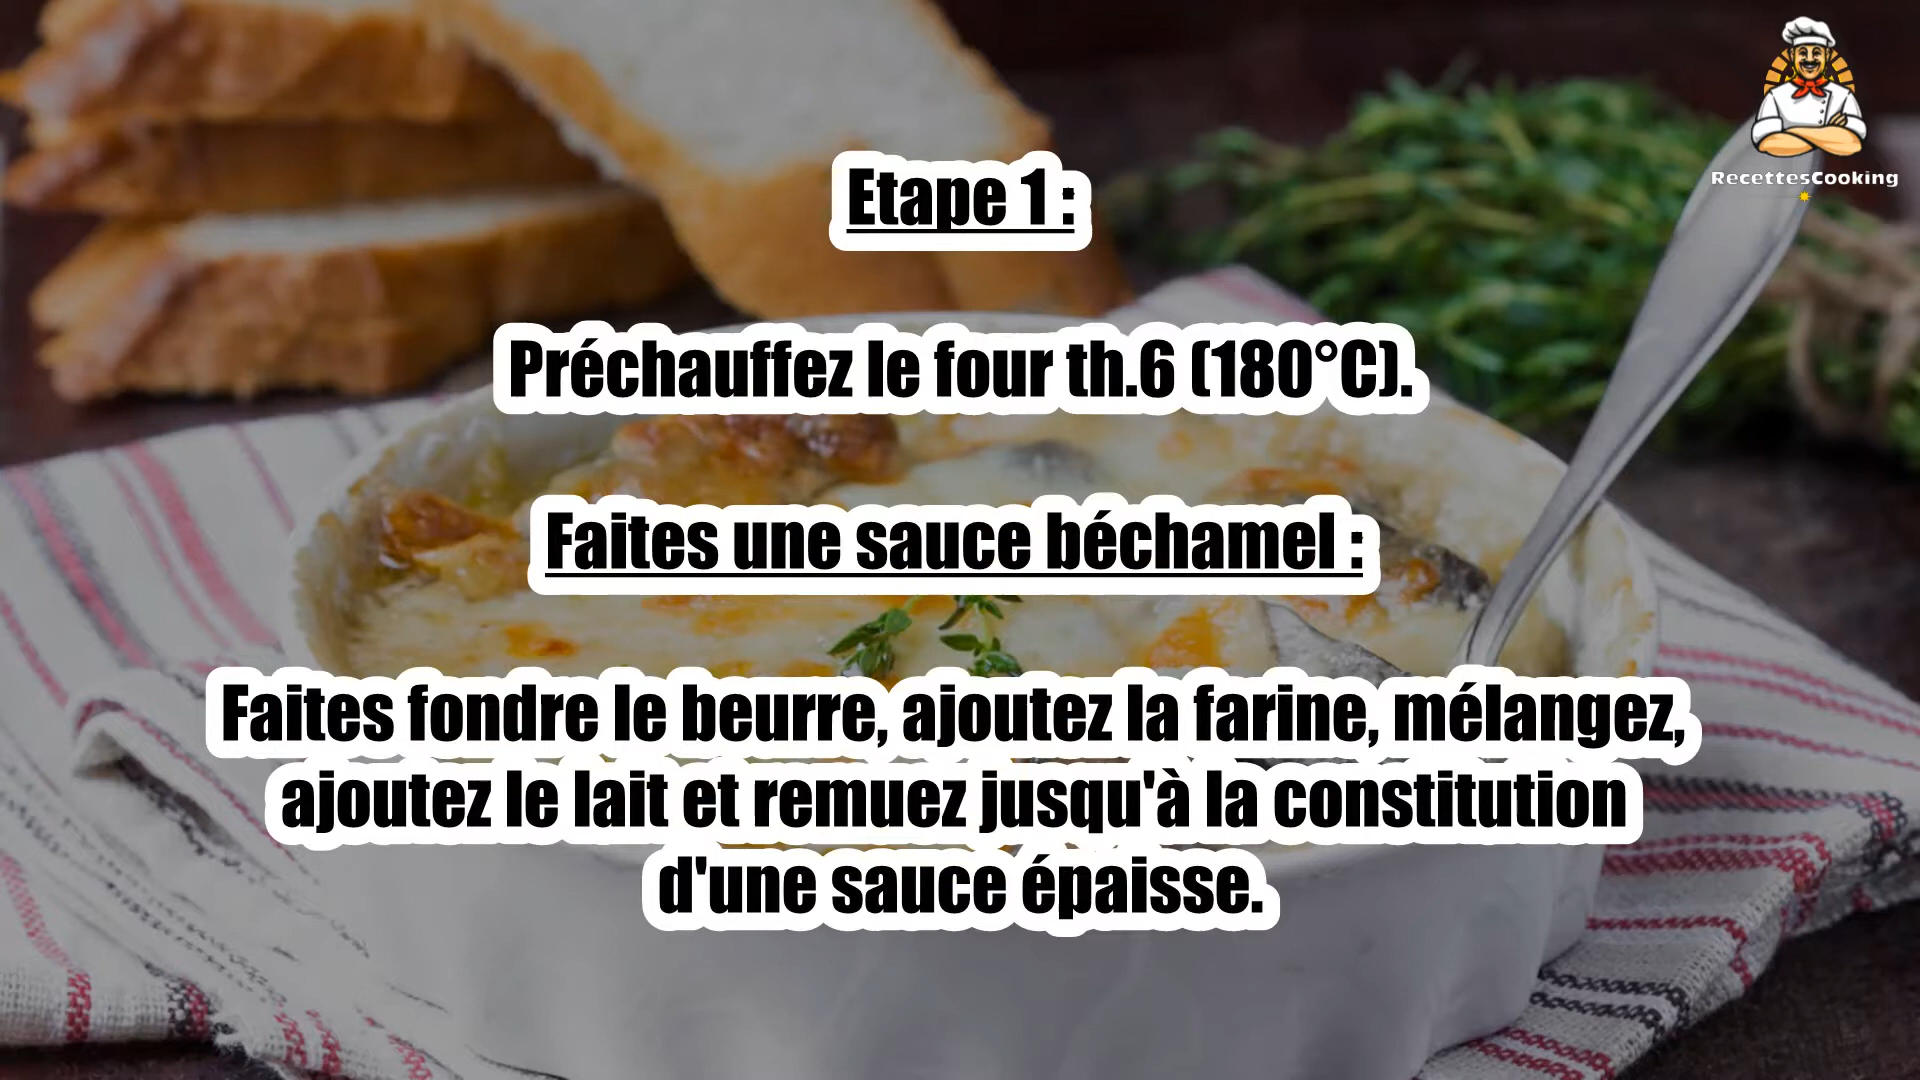 RecettesCooking
Etape 1 :
Préchauffez le four th.6 (180°C).
Faites une sauce béchamel :
Faites fondre le beurre, ajoutez la farine, mélangez,
ajoutez le lait et remuez jusqu'à la constitution
d'une sauce épaisse.